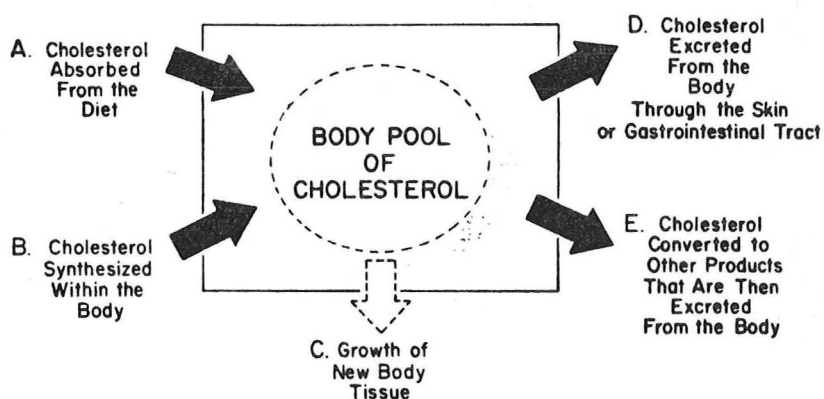 A. Cholesterol
Absorbed
From the
Diet
B. Cholesterol
Synthesized
Within the
Body
BODY POOL
OF
CHOLESTEROL
C. Growth of
New Body
Tissue
D. Cholesterol
Excreted
From the
Body
Through the Skin
or Gastrointestinal Tract
E. Cholesterol
Converted to
Other Products
That Are Then
Excreted
From the Body